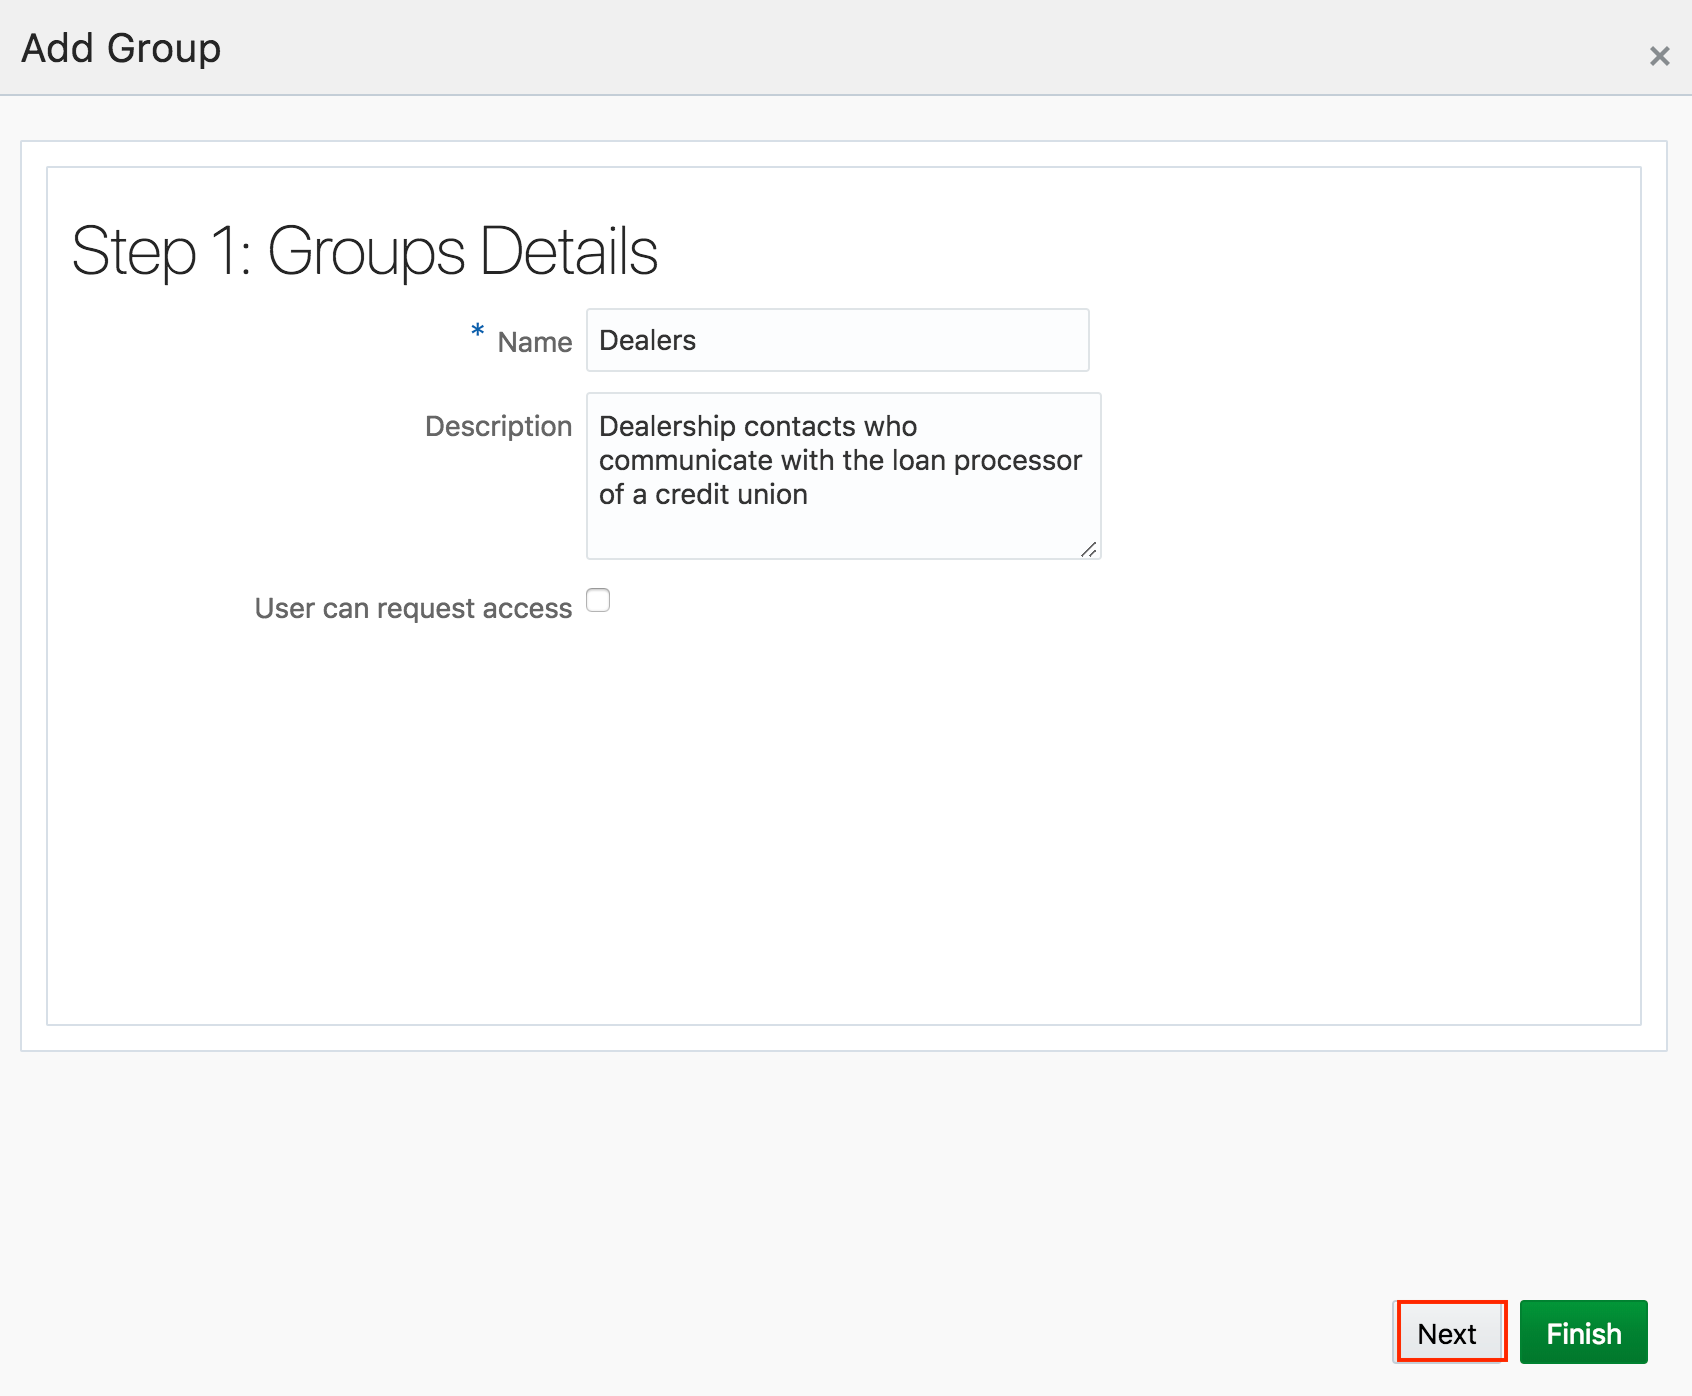 Add Group
×
Step 1: Groups Details
* Name
Dealers
Description
Dealership contacts who
communicate with the loan processor
of a credit union
User can request access
Next
Finish